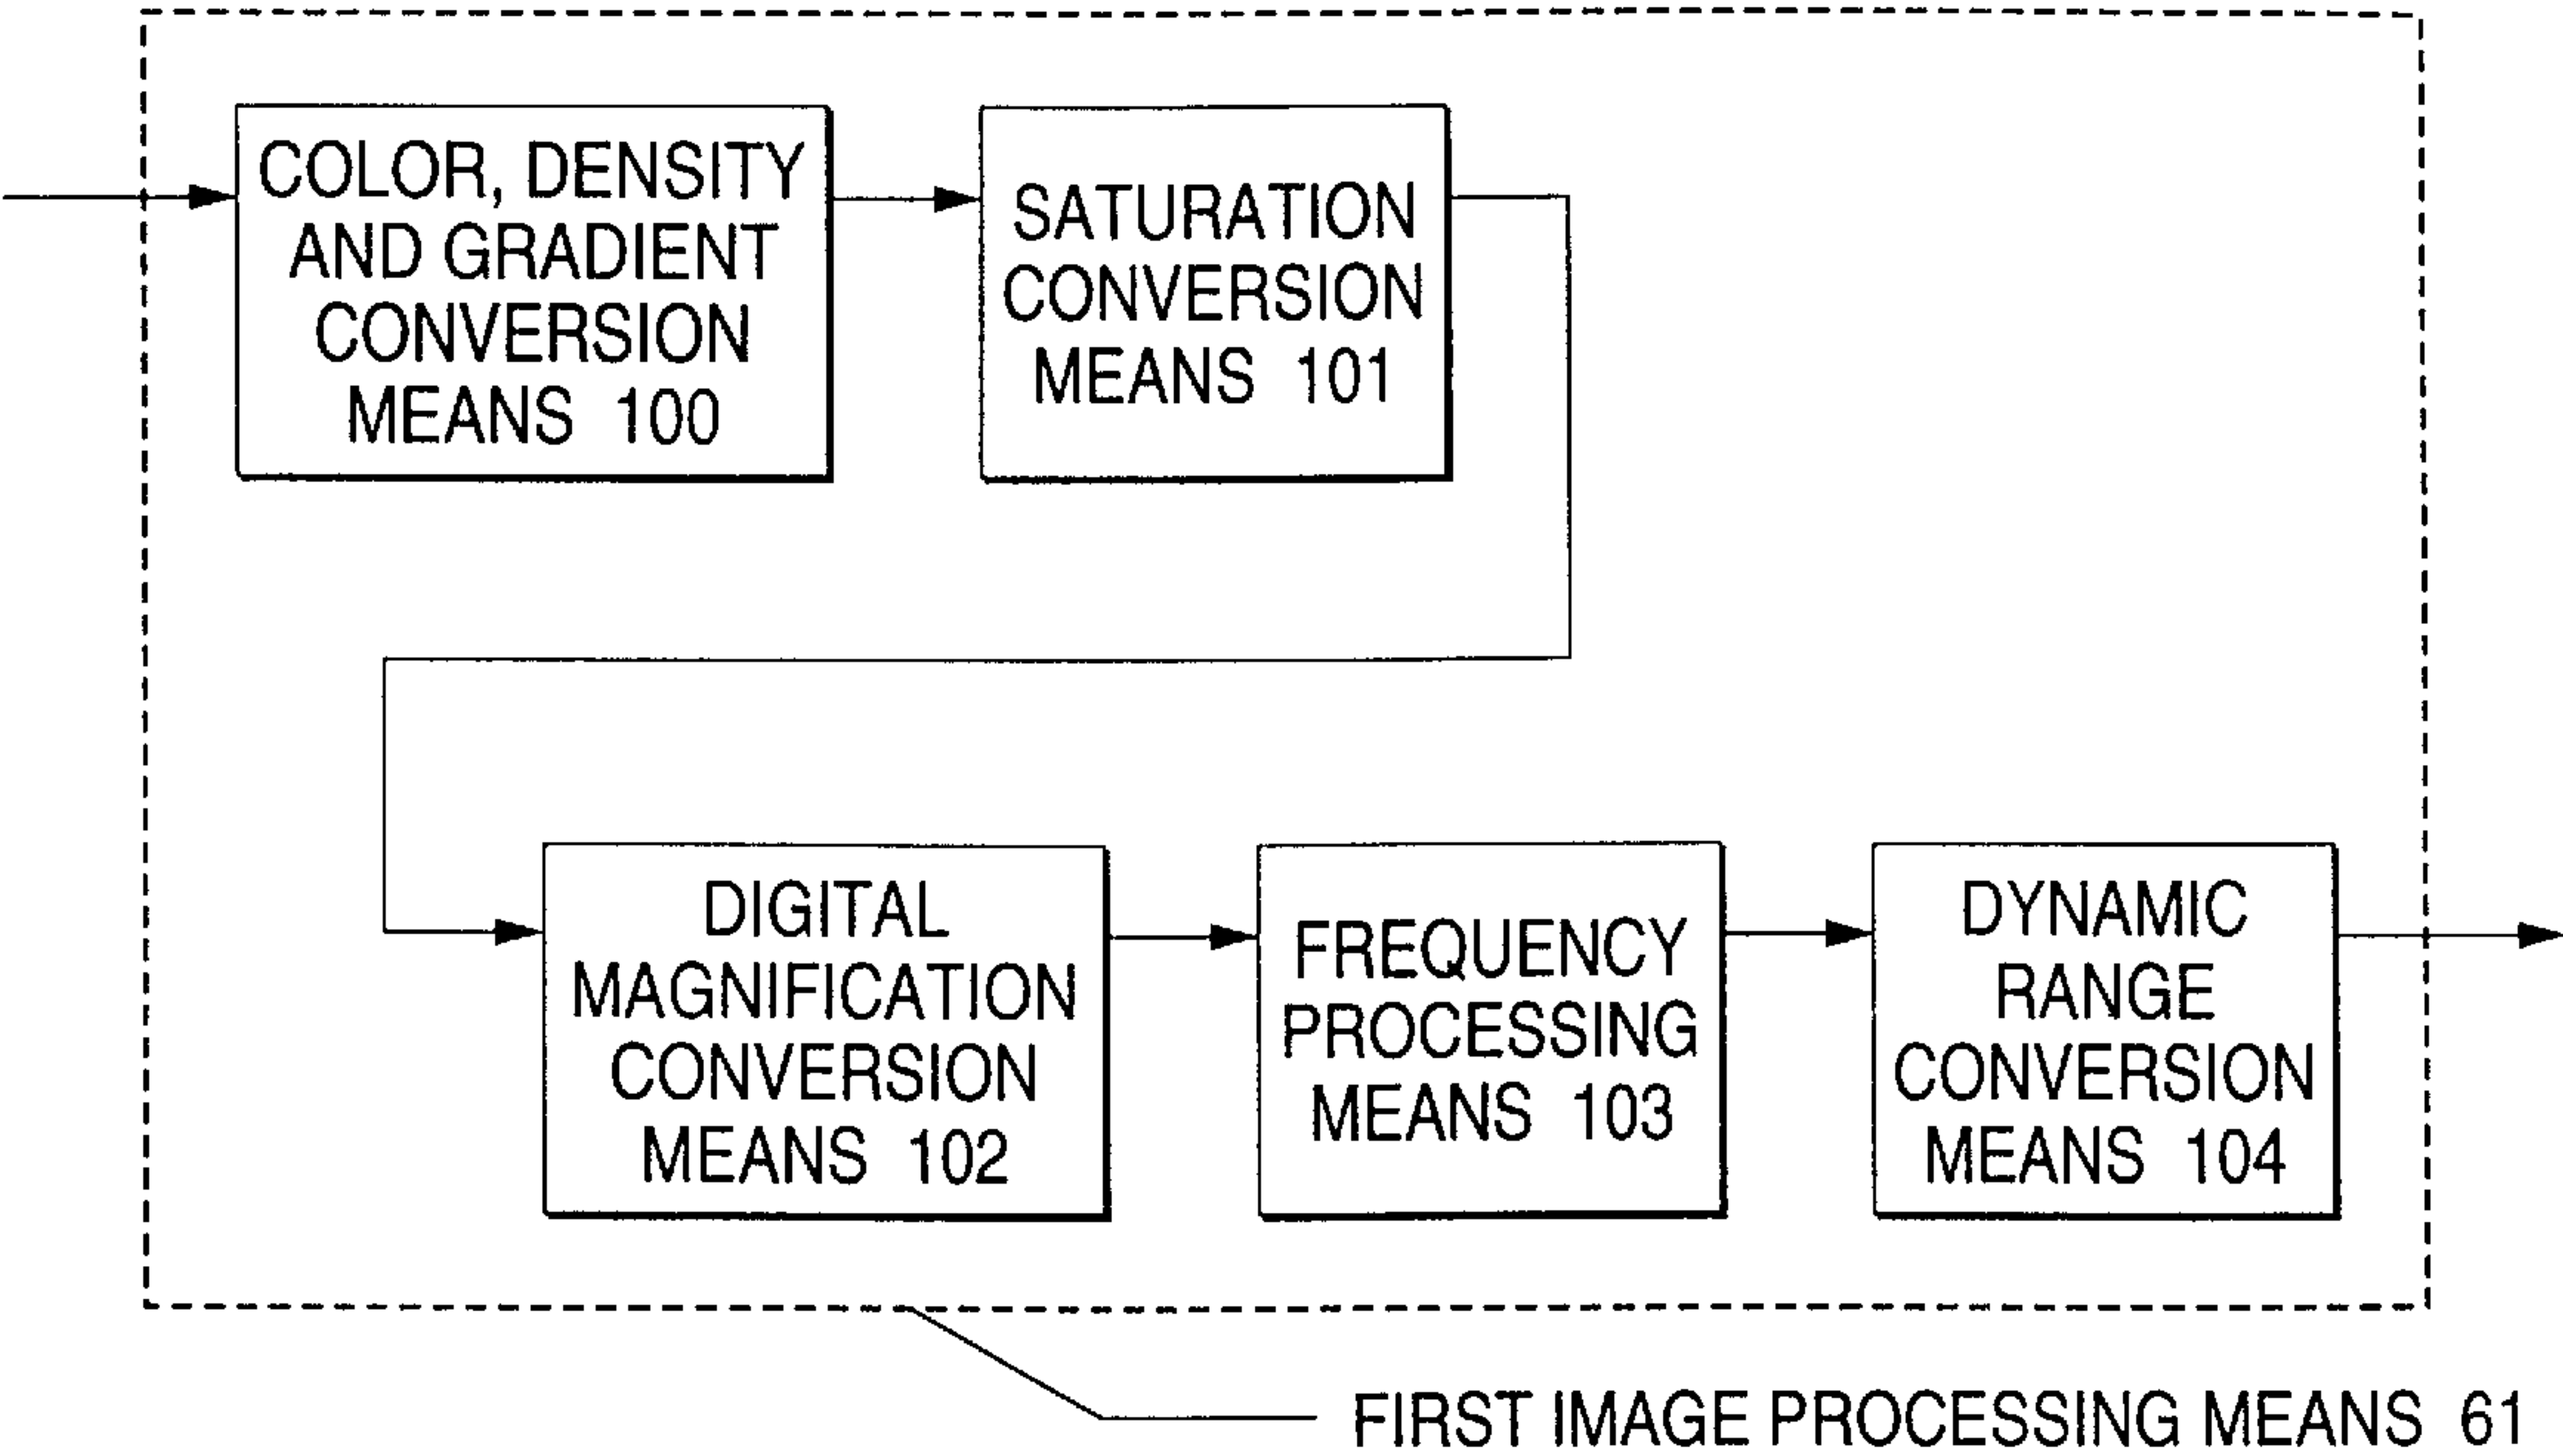 COLOR, DENSITY
AND GRADIENT
CONVERSION
MEANS 100
SATURATION
CONVERSION
MEANS 101
DIGITAL
MAGNIFICATION
CONVERSION
MEANS 102
FREQUENCY
PROCESSING
MEANS 103
DYNAMIC
RANGE
CONVERSION
MEANS 104
FIRST IMAGE PROCESSING MEANS 61